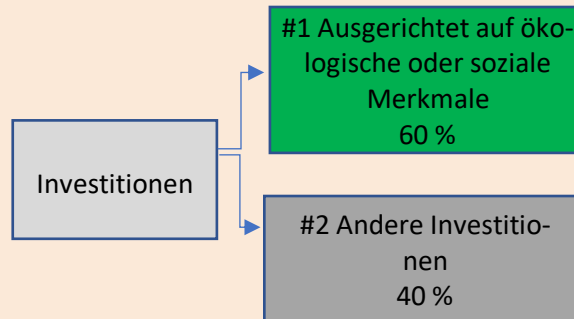 #1 Ausgerichtet auf öko-
logische oder soziale
Merkmale
60 %
Investitionen
#2 Andere Investitio-
nen
40 %